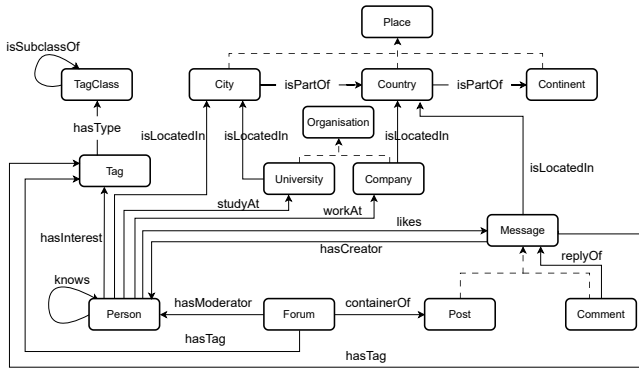 Place
isSubclassOf
TagClass
City
isPartOf
Country
isPartOf
Continent
hasType
Organisation
isLocatedIn
isLocatedIn
isLocatedIn
Tag
University
Company
isLocatedIn
studyAt
workAt
hasInterest
likes
Message
hasCreator
replyOf
knows
Person
hasModerator
Forum
containerOf
Post
Comment
hasTag
hasTag